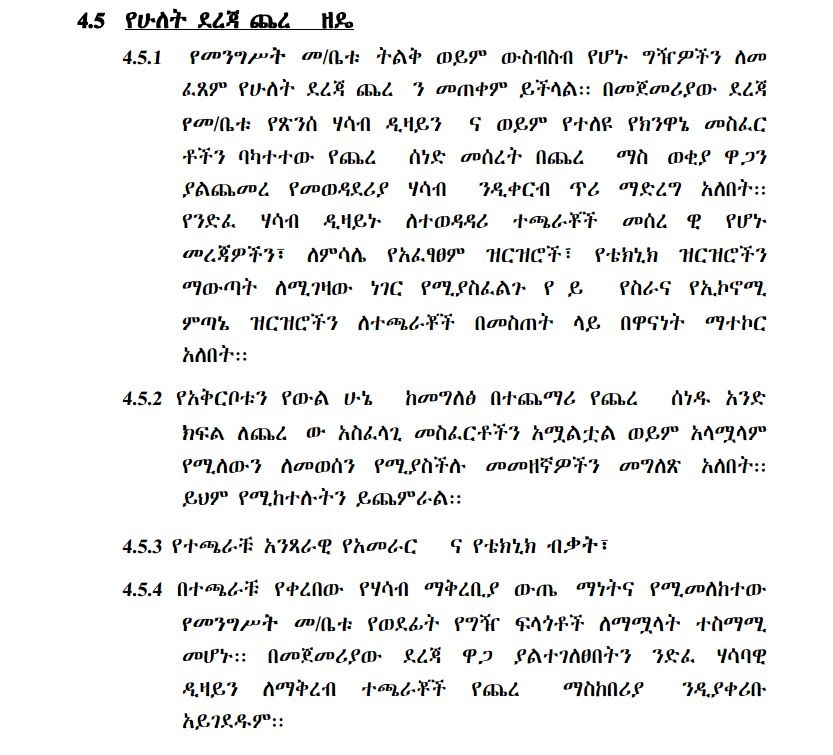 4.5 የሁለት ደረጃ ጨረ ዘዴ
4.5.1 የመንግሥት መ/ቤቱ ትልቅ ወይም ውስብስብ የሆኑ ግዥዎችን ለመ
ፈጸም የሁለት ደረጃ ጨረ ን መጠቀም ይችላል፡፡ በመጀመሪያው ደረጃ
የመ/ቤቱ የጽንሰ ሃሳብ ዲዛይን ና ወይም የተለዩ የክንዋኔ መስፈር
ቶችን ባካተተው የጨረ ሰነድ መሰረት በጨረ ማስ ወቂያ ዋጋን
ያልጨመረ የመወዳደሪያ ሃሳብ ንዲቀርብ ጥሪ ማድረግ አለበት፡፡
የንድፈ ሃሳብ ዲዛይኑ ለተወዳዳሪ ተጫራቾች መሰረ ዊ የሆኑ
መረጃዎችን፣ ለምሳሌ የአፈፃፀም ዝርዝሮች፣ የቴክኒክ ዝርዝሮችን
ማውጣት ለሚገዛው ነገር የሚያስፈልጉ የ ይ የስራና የኢኮኖሚ
ምጣኔ ዝርዝሮችን ለተጫራቾች በመስጠት ላይ በዋናነት ማተኮር
አለበት፡፡
4.5.2 የአቅርቦቱን የውል ሁኔ ከመግለፅ በተጨማሪ የጨረ ሰነዱ አንድ
ክፍል ለጨረ ው አስፈላጊ መስፈርቶችን አሟልቷል ወይም አላሟላም
የሚለውን ለመወሰን የሚያስችሉ መመዘኛዎችን መግለጽ አለበት፡፡
ይህም የሚከተሉትን ይጨምራል፡፡
4.5.3 የተጫራቹ አንጻራዊ የአመራር ና የቴክኒክ ብቃት፣
4.5.4 በተጫራቹ የቀረበው የሃሳብ ማቅረቢያ ውጤ ማነትና የሚመለከተው
የመንግሥት መ/ቤቱ የወደፊት የግዥ ፍላጎቶች ለማሟላት ተስማሚ
መሆኑ፡፡ በመጀመሪያው ደረጃ ዋጋ ያልተገለፀበትን ንድፈ ሃሳባዊ
ዲዛይን ለማቅረብ ተጫራቾች የጨረ ማስከበሪያ ንዲያቀርቡ
አይገደዱም፡፡